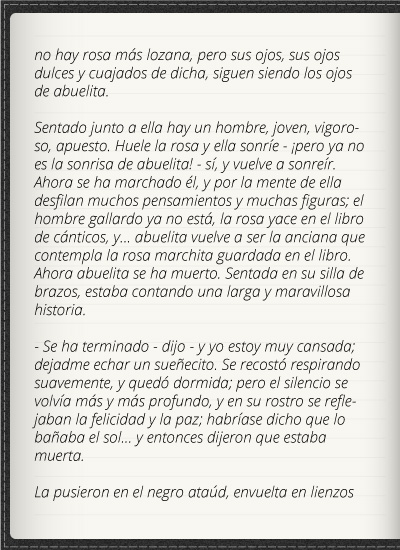 no hay rosa más lozana, pero sus ojos, sus ojos
dulces y cuajados de dicha, siguen siendo los ojos
de abuelita.
Sentado junto a ella hay un hombre, joven, vigoro-
so, apuesto. Huele la rosa y ella sonríe - ¡pero ya no
es la sonrisa de abuelita! - sí, y vuelve a sonreír.
Ahora se ha marchado él, y por la mente de ella
desfilan muchos pensamientos y muchas figuras; el
hombre gallardo ya no está, la rosa yace en el libro
de cánticos, y... abuelita vuelve a ser la anciana que
contempla la rosa marchita guardada en el libro.
Ahora abuelita se ha muerto. Sentada en su silla de
brazos, estaba contando una larga y maravillosa
historia.
- Se ha terminado - dijo - y yo estoy muy cansada;
dejadme echar un sueñecito. Se recostó respirando
suavemente, y quedó dormida; pero el silencio se
volvía más y más profundo, y en su rostro se refle-
jaban la felicidad y la paz; habríase dicho que lo
bañaba el sol... y entonces dijeron que estaba
muerta.
La pusieron en el negro ataúd, envuelta en lienzos